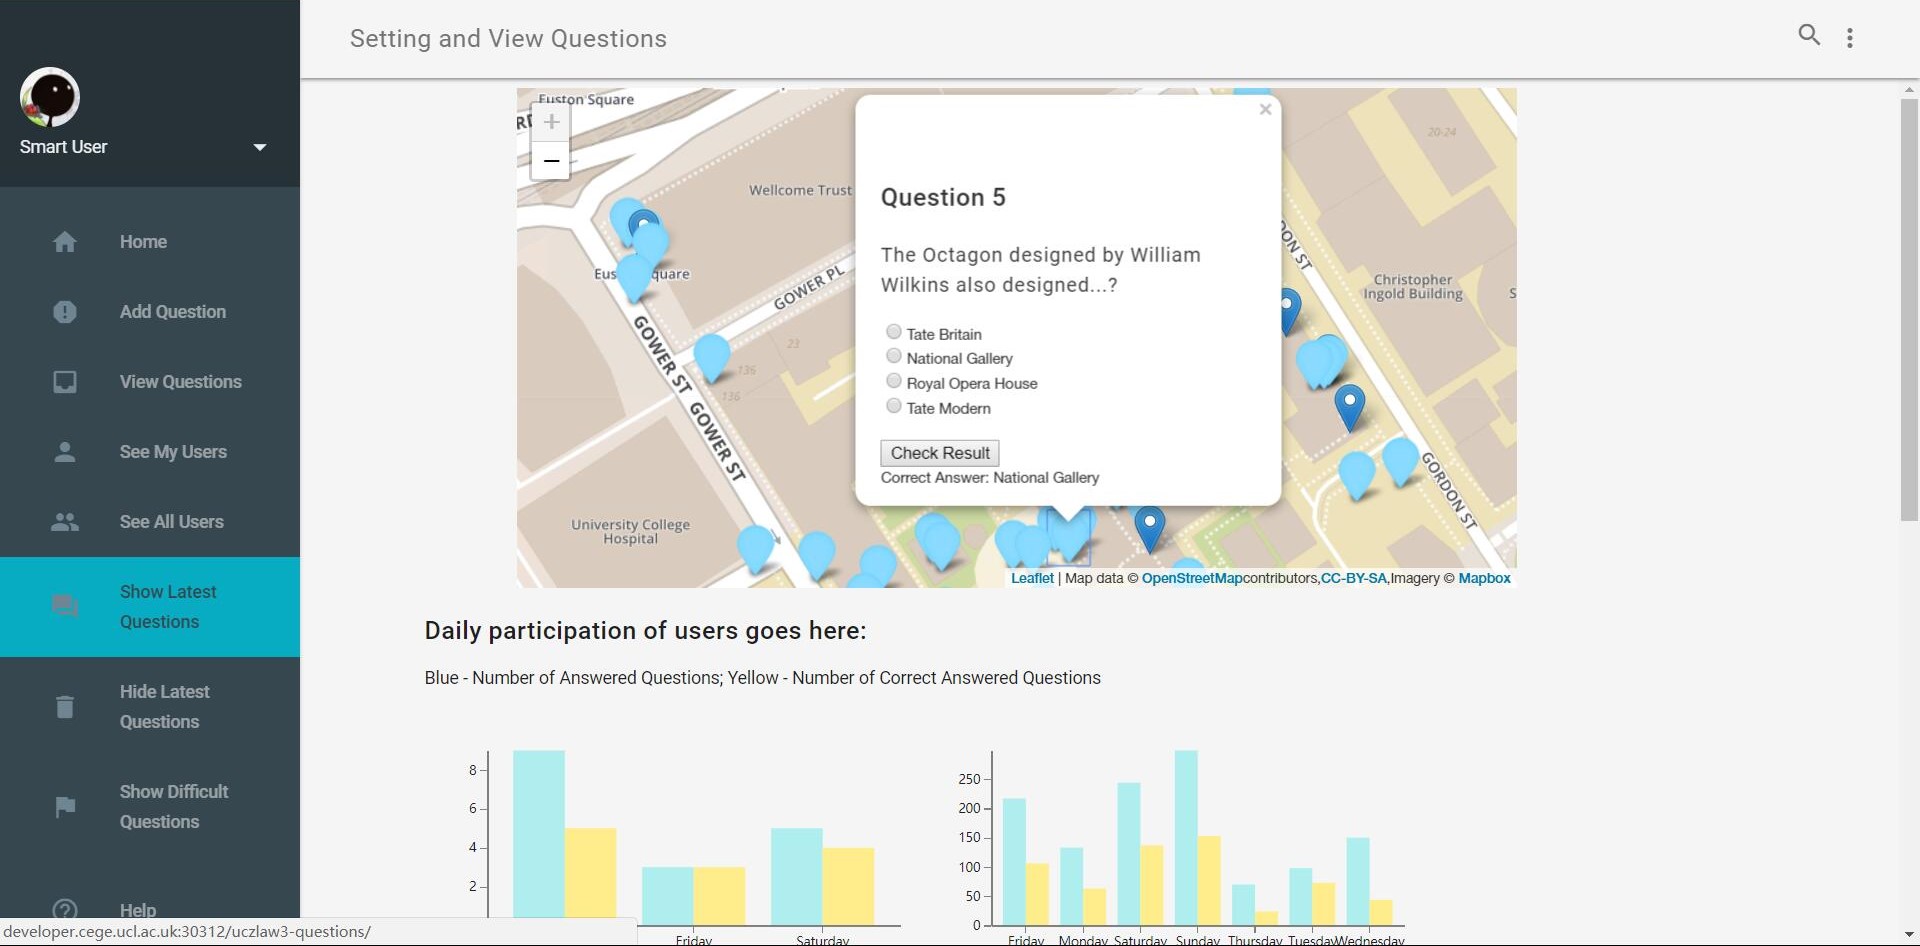 Setting and View Questions
Smart User
Home
Add Question
View Questions
See My Users
See All Users
Show Latest
Questions
Hide Latest
Questions
Show Difficult
Questions
Help
developer.cege.ucl.ac.uk:30312/uczlaw3-questions/
Euston Square
+
−
Wellcome Trust
Square
GOWER PL
23
136
136
GOWER ST
GOWER ST
University College
Hospital
×
Question 5
The Octagon designed by William
Wilkins also designed...?
Tate Britain
National Gallery
Royal Opera House
Tate Modern
Check Result
Correct Answer: National Gallery
20-24
Christopher
Ingold Building
GORDON ST
Leaflet | Map data © OpenStreetMapcontributors,CC-BY-SA,Imagery © Mapbox
Daily participation of users goes here:
Blue - Number of Answered Questions; Yellow - Number of Correct Answered Questions
8
6
4
2
Friday
Saturday
250
200
150
100
50
0
Friday Monday Saturday Sunday Thursday Tuesday Wednesday